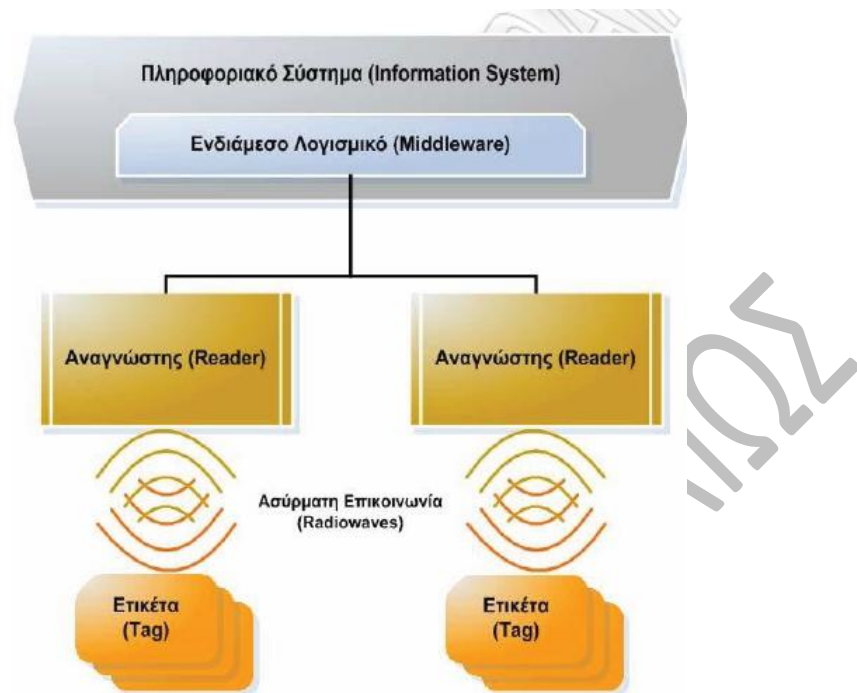 Πληροφοριακό Σύστημα (Information System)
Ενδιάμεσο Λογισμικό (Middleware)
Αναγνώστης (Reader)
Αναγνώστης (Reader)
Ασύρματη Επικοινωνία
(Radiowaves)
Ετικέτα
(Tag)
Ετικέτα
(Tag)